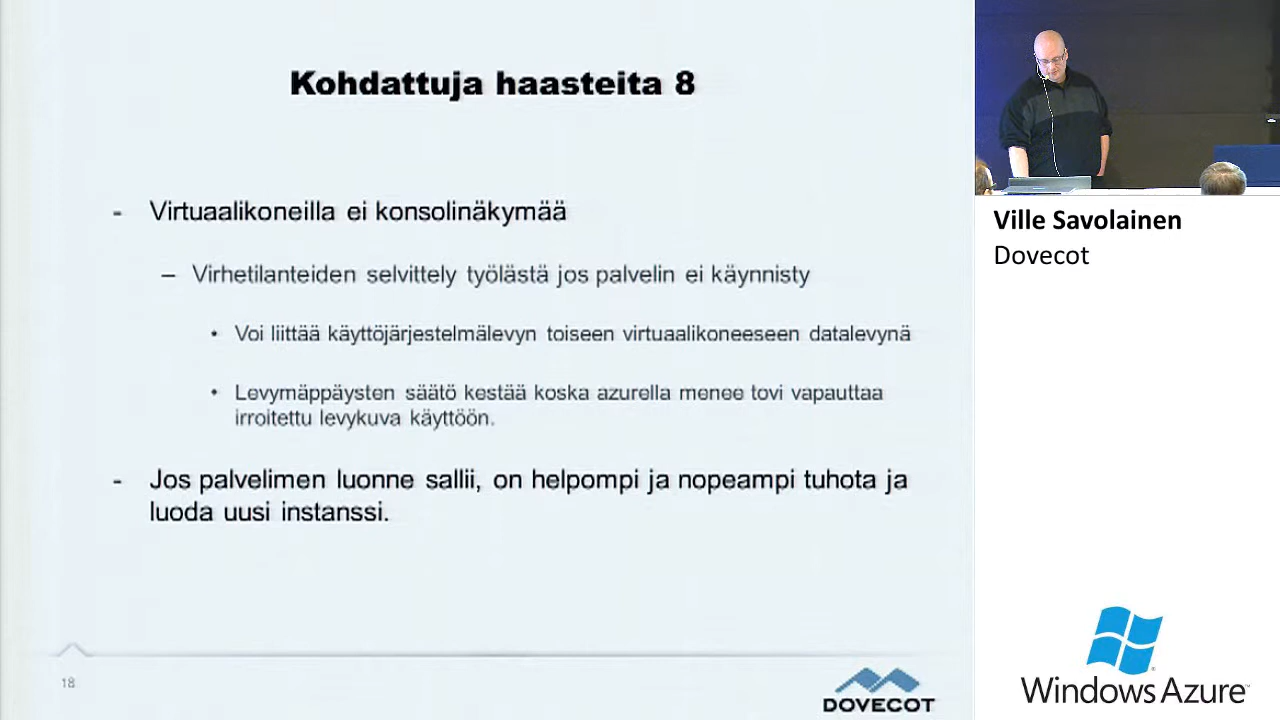 Kohdattuja haasteita 8
- Virtuaalikoneilla ei konsolinäkymää
– Virhetilanteiden selvittely työlästä jos palvelin ei käynnisty
• Voi liittää käyttöjärjestelmälevyn toiseen virtuaalikoneeseen datalevynä
• Levymäppäysten säätö kestää koska azurella menee tovi vapauttaa
irroitettu levykuva käyttöön.
- Jos palvelimen luonne sallii, on helpompi ja nopeampi tuhota ja
luoda uusi instanssi.
18
DOVECOT
Ville Savolainen
Dovecot
Windows Azure